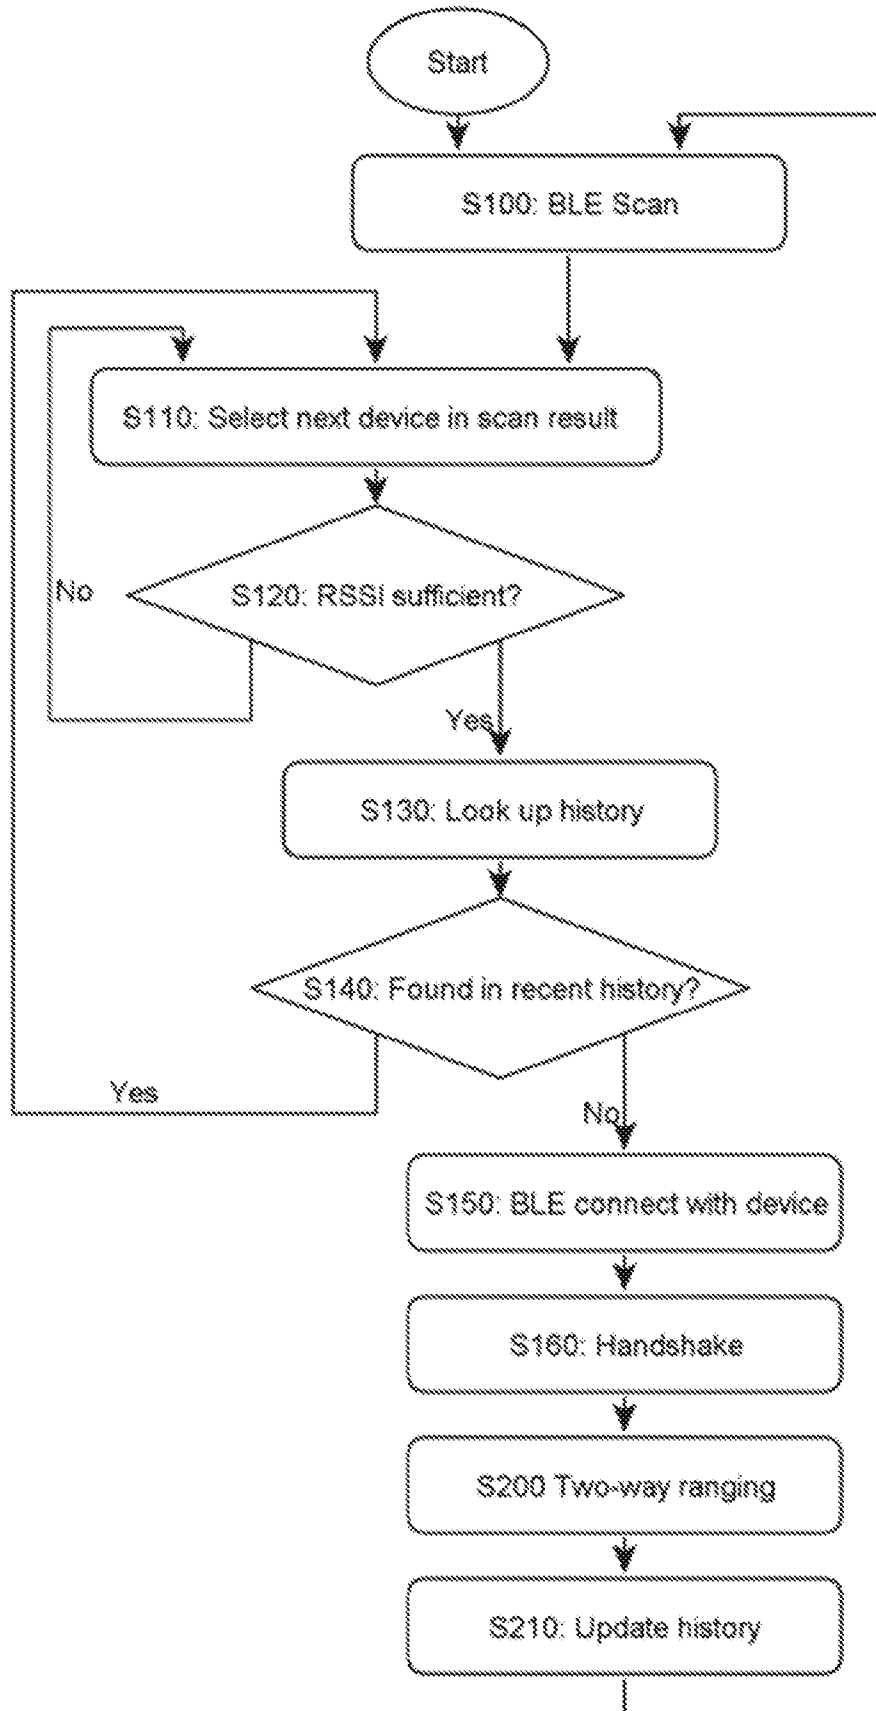 Start
S100: BLE Scan
S110: Select next device in scan result
No
S120: RSSI sufficient?
Yes
S130: Look up history
S140: Found in recent history?
Yes
No
S150: BLE connect with device
S160: Handshake
S200 Two-way ranging
S210: Update history